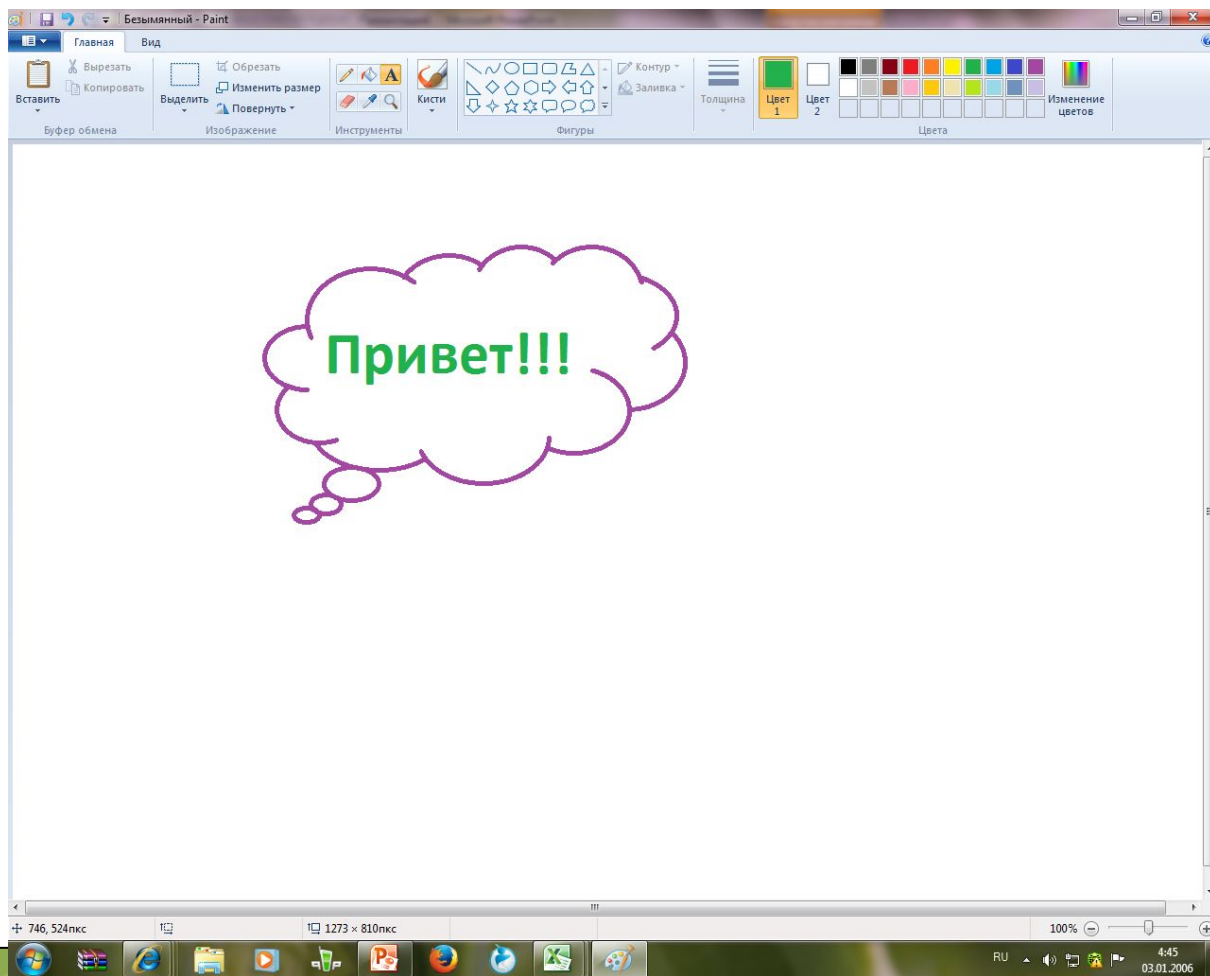 Безымянный - Paint
Главная Вид
Вставить
Вырезать
Копировать
Буфер обмена
Выделить
Обрезать
Изменить размер
Повернуть
Изображение
A
Инструменты
Кисти
Контур
Заливка
Фигуры
Толщина
Цвет 1
Цвет 2
Изменение цветов
Цвета
Привет!!!
746, 524пкс
1273 × 810пкс
100%
RU
4:45
03.01.2006